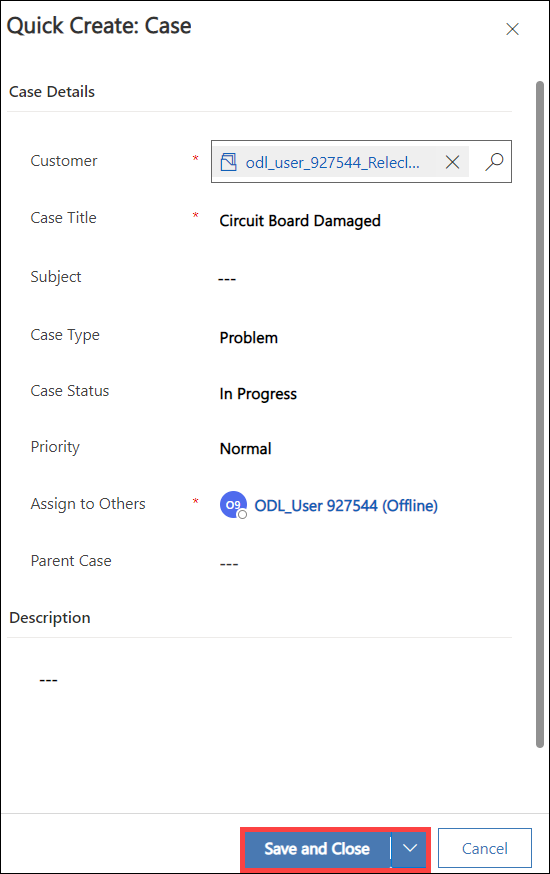 Quick Create: Case
Case Details
Customer * odl_user_927544_Relecl...
Case Title * Circuit Board Damaged
Subject ---
Case Type Problem
Case Status In Progress
Priority Normal
Assign to Others * O9 ODL_User 927544 (Offline)
Parent Case ---
Description
---
Save and Close Cancel